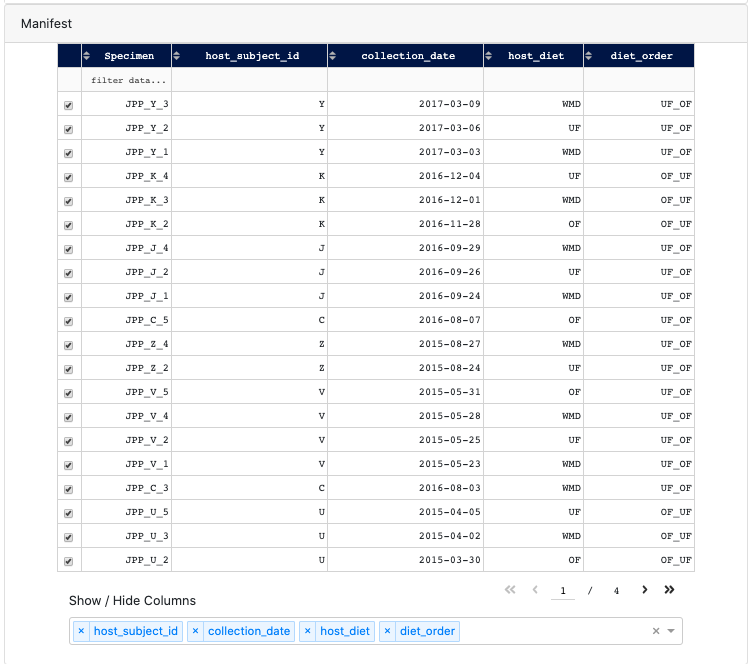 Manifest
Specimen host_subject_id collection_date host_diet diet_order
filter data...
JPP_Y_3 Y 2017-03-09 WMD UF_OF
JPP_Y_2 Y 2017-03-06 UF UF_OF
JPP_Y_1 Y 2017-03-03 WMD UF_OF
JPP_K_4 K 2016-12-04 UF OF_UF
JPP_K_3 K 2016-12-01 WMD OF_UF
JPP_K_2 K 2016-11-28 OF OF_UF
JPP_J_4 J 2016-09-29 WMD UF_OF
JPP_J_2 J 2016-09-26 UF UF_OF
JPP_J_1 J 2016-09-24 WMD UF_OF
JPP_C_5 C 2016-08-07 OF UF_OF
JPP_Z_4 Z 2015-08-27 WMD UF_OF
JPP_Z_2 Z 2015-08-24 UF UF_OF
JPP_V_5 V 2015-05-31 OF UF_OF
JPP_V_4 V 2015-05-28 WMD UF_OF
JPP_V_2 V 2015-05-25 UF UF_OF
JPP_V_1 V 2015-05-23 WMD UF_OF
JPP_C_3 C 2016-08-03 WMD UF_OF
JPP_U_5 U 2015-04-05 UF OF_UF
JPP_U_3 U 2015-04-02 WMD OF_UF
JPP_U_2 U 2015-03-30 OF OF_UF
1 / 4
Show / Hide Columns
× host_subject_id × collection_date × host_diet × diet_order ×